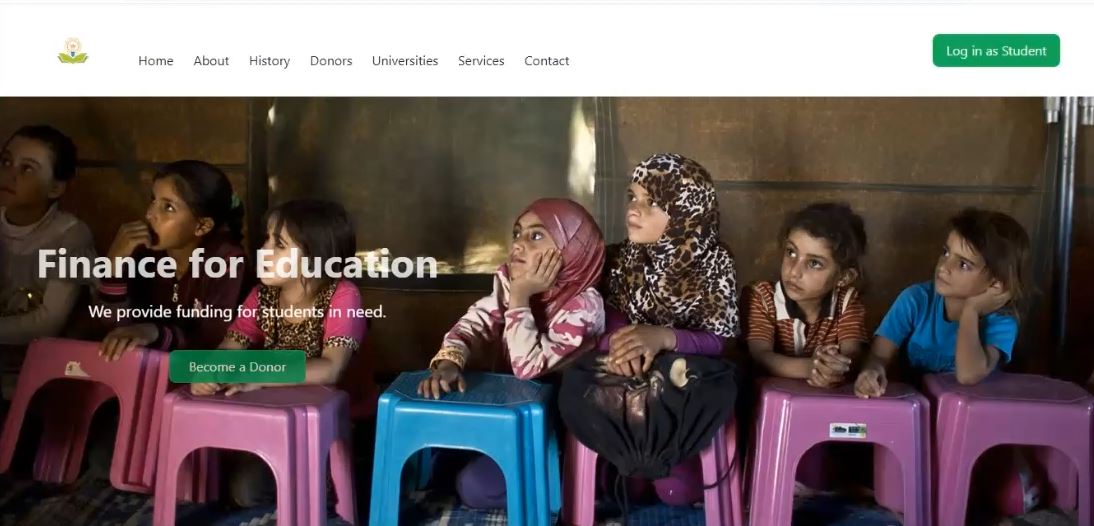 Home About History Donors Universities Services Contact
Log in as Student
Finance for Education
We provide funding for students in need.
Become a Donor